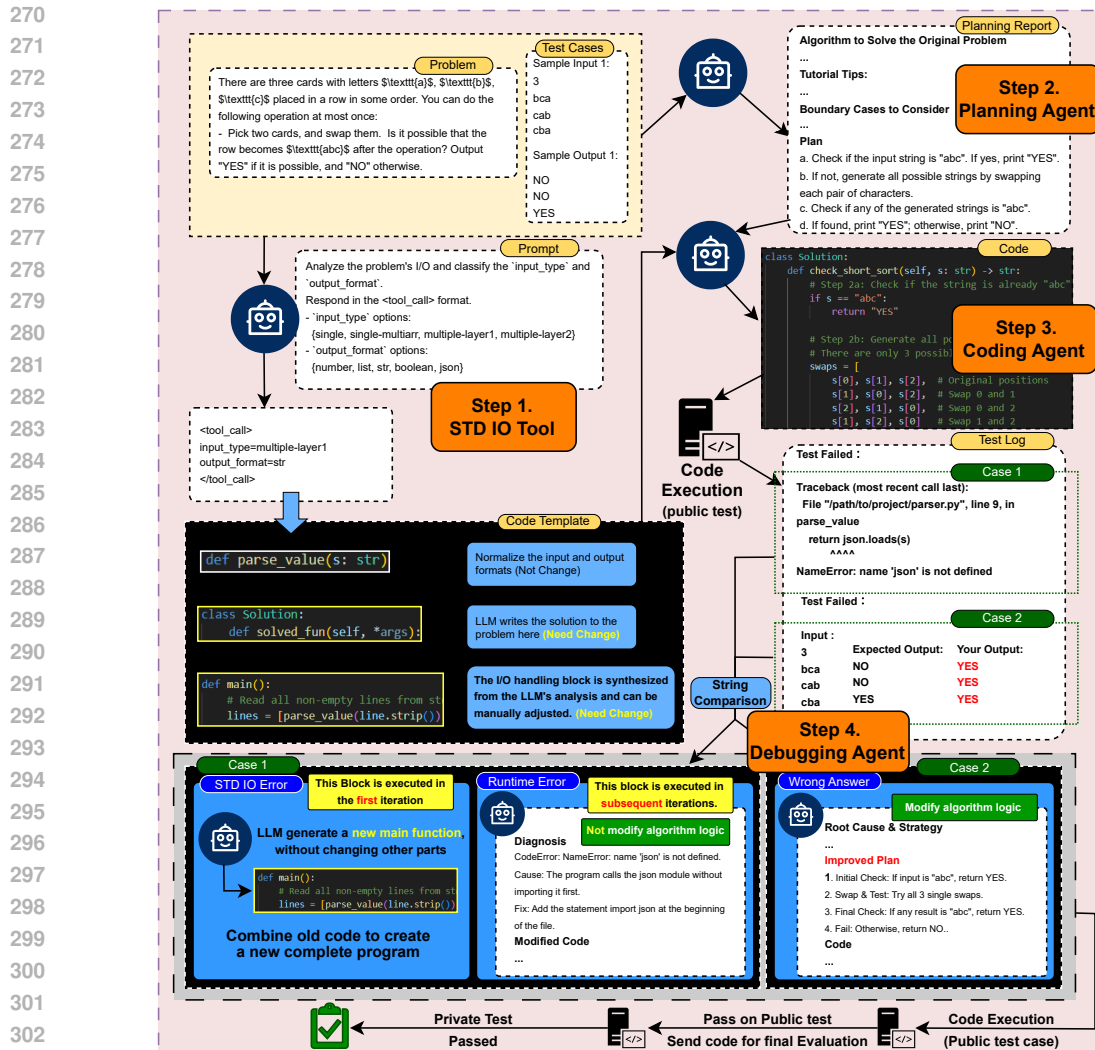 270
271
272
273
274
275
276
277
278
279
280
281
282
283
284
285
286
287
288
289
290
291
292
293
294
295
296
297
298
299
300
301
302
Problem
There are three cards with letters $\texttt{a}$, $\texttt{b}$,
$\texttt{c}$ placed in a row in some order. You can do the
following operation at most once:
- Pick two cards, and swap them. Is it possible that the
row becomes $\texttt{abc}$ after the operation? Output
"YES" if it is possible, and "NO" otherwise.
Test Cases
Sample Input 1:
3
bca
cab
cba
Sample Output 1:
NO
NO
YES
Planning Report
Algorithm to Solve the Original Problem
...
Tutorial Tips:
...
Boundary Cases to Consider
...
Plan
a. Check if the input string is "abc". If yes, print "YES".
b. If not, generate all possible strings by swapping
each pair of characters.
c. Check if any of the generated strings is "abc".
d. If found, print "YES"; otherwise, print "NO".
Step 2.
Planning Agent
Prompt
Analyze the problem's I/O and classify the `input_type` and
`output_format`.
Respond in the <tool_call> format.
- `input_type` options:
{single, single-multiarr, multiple-layer1, multiple-layer2}
- `output_format` options:
{number, list, str, boolean, json}
Step 1.
STD IO Tool
<tool_call>
input_type=multiple-layer1
output_format=str
</tool_call>
Code
class Solution:
def check_short_sort(self, s: str) -> str:
# Step 2a: Check if the string is already "abc"
if s == "abc":
return "YES"
# Step 2b: Generate all po
# There are only 3 possibl
swaps = [
s[0], s[1], s[2], # Original positions
s[1], s[0], s[2], # Swap 0 and 1
s[2], s[1], s[0] # Swap 0 and 2
s[1], s[2], s[0] # Swap 1 and 2
Step 3.
Coding Agent
</>
Code
Execution
(public test)
Test Log
Test Failed :
Case 1
Traceback (most recent call last):
File "/path/to/project/parser.py", line 9, in
parse_value
return json.loads(s)
^^^^
NameError: name 'json' is not defined
Test Failed :
Case 2
Input :
3
bca
cab
cba
Expected Output:
NO
NO
YES
Your Output:
YES
YES
YES
Code Template
def parse_value(s: str)
Normalize the input and output
formats (Not Change)
class Solution:
def solved_fun(self, *args):
LLM writes the solution to the
problem here (Need Change)
def main():
# Read all non-empty lines from st
lines = [parse_value(line.strip())
The I/O handling block is synthesized
from the LLM's analysis and can be
manually adjusted. (Need Change)
String
Comparison
Step 4.
Debugging Agent
Case 1
STD IO Error
This Block is executed in
the first iteration
LLM generate a new main function,
without changing other parts
def main():
# Read all non-empty lines from st
lines = [parse_value(line.strip())
Combine old code to create
a new complete program
Runtime Error
This block is executed in
subsequent iterations.
Not modify algorithm logic
Diagnosis
CodeError: NameError: name 'json' is not defined.
Cause: The program calls the json module without
importing it first.
Fix: Add the statement import json at the beginning
of the file.
Modified Code
...
Wrong Answer
Case 2
Modify algorithm logic
Root Cause & Strategy
...
Improved Plan
1. Initial Check: If input is "abc", return YES.
2. Swap & Test: Try all 3 single swaps.
3. Final Check: If any result is "abc", return YES.
4. Fail: Otherwise, return NO..
Code
...
Code Execution
(Public test case)
</>
Pass on Public test
Send code for final Evaluation
</>
Private Test
Passed